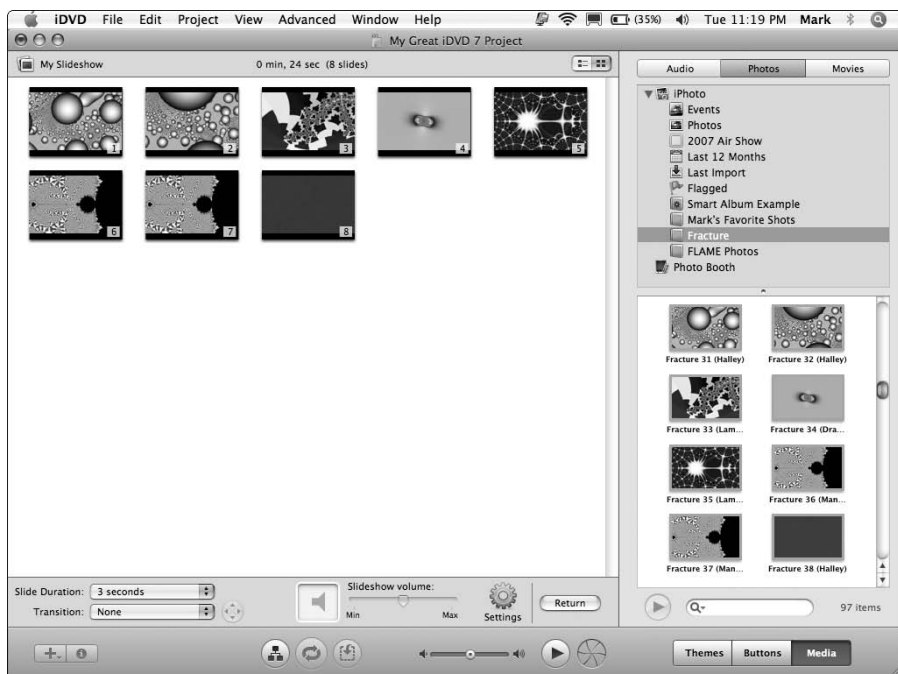 iDVD File Edit Project View Advanced Window Help (35%) Tue 11:19 PM Mark
My Great iDVD 7 Project
My Slideshow 0 min, 24 sec (8 slides)
1 2 3 4 5
6 7 8
Audio Photos Movies
iPhoto
Events
Photos
2007 Air Show
Last 12 Months
Last Import
Flagged
Smart Album Example
Mark's Favorite Shots
Fracture
FLAME Photos
Photo Booth
Fracture 31 (Halley) Fracture 32 (Halley)
Fracture 33 (Lam... Fracture 34 (Dra...
Fracture 35 (Lam... Fracture 36 (Man...
Fracture 37 (Man... Fracture 38 (Halley)
Slide Duration: 3 seconds
Transition: None
Slideshow volume:
Min Max
Settings
Return
97 items
Themes Buttons Media